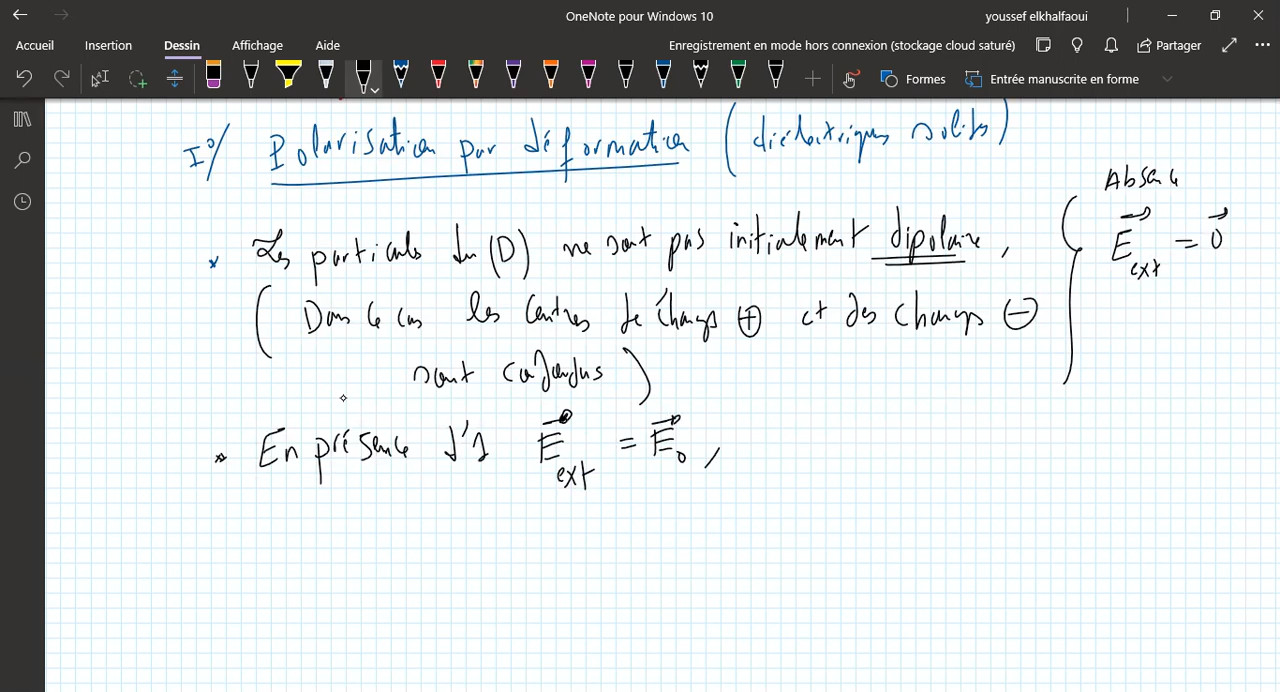 OneNote pour Windows 10
youssef elkhalfaoui
Accueil Insertion Dessin Affichage Aide
Enregistrement en mode hors connexion (stockage cloud saturé)
Partager
Formes
Entrée manuscrite en forme
I°/ Polarisation par déformation (diélectriques solids)
Absence
E⃗ext = 0⃗
* Les particules du (D) ne sont pas initialement dipolaire,
(Dans le cas les centres de charges ⊕ et des charges ⊖
sont confondus)
* En présence d'1 E⃗ext = E⃗0,